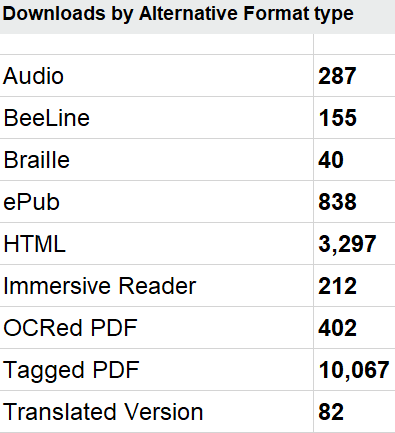 Downloads by Alternative Format type
Audio 287
BeeLine 155
Braille 40
ePub 838
HTML 3,297
Immersive Reader 212
OCRed PDF 402
Tagged PDF 10,067
Translated Version 82